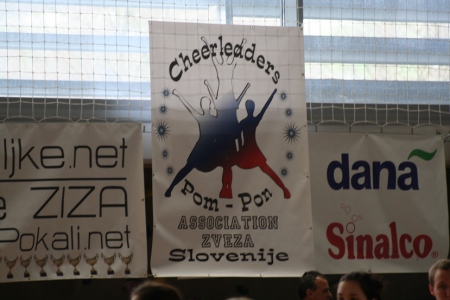 ljke.net
ZIZA
Pokali.net
Cheerleaders
Pom - Pon
ASSOCIATION
ZVEZA
Slovenije
dana
Sinalco